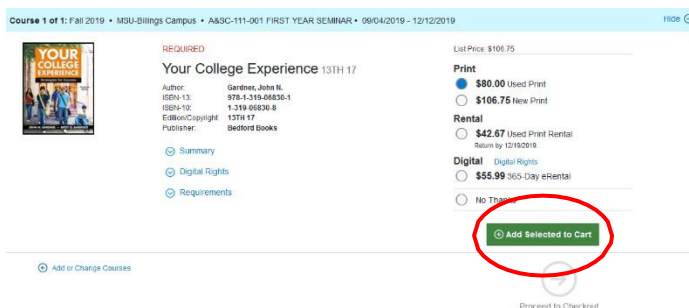 Course 1 of 1: Fall 2019 • MSU-Billings Campus • A&SC-111-001 FIRST YEAR SEMINAR • 09/04/2019 - 12/12/2019
Hide
YOUR
COLLEGE
EXPERIENCE
REQUIRED
Your College Experience 13TH 17
Author: Gardner, John N.
ISBN-13: 978-1-319-06830-1
ISBN-10: 1-319-06830-8
Edition/Copyright: 13TH 17
Publisher: Bedford Books
Summary
Digital Rights
Requirements
List Price: $106.75
Print
$80.00 Used Print
$106.75 New Print
Rental
$42.67 Used Print Rental
Return by 12/19/2019
Digital Digital Rights
$55.99 365-Day eRental
No Thanks
Add Selected to Cart
Add or Change Courses
Proceed to Checkout